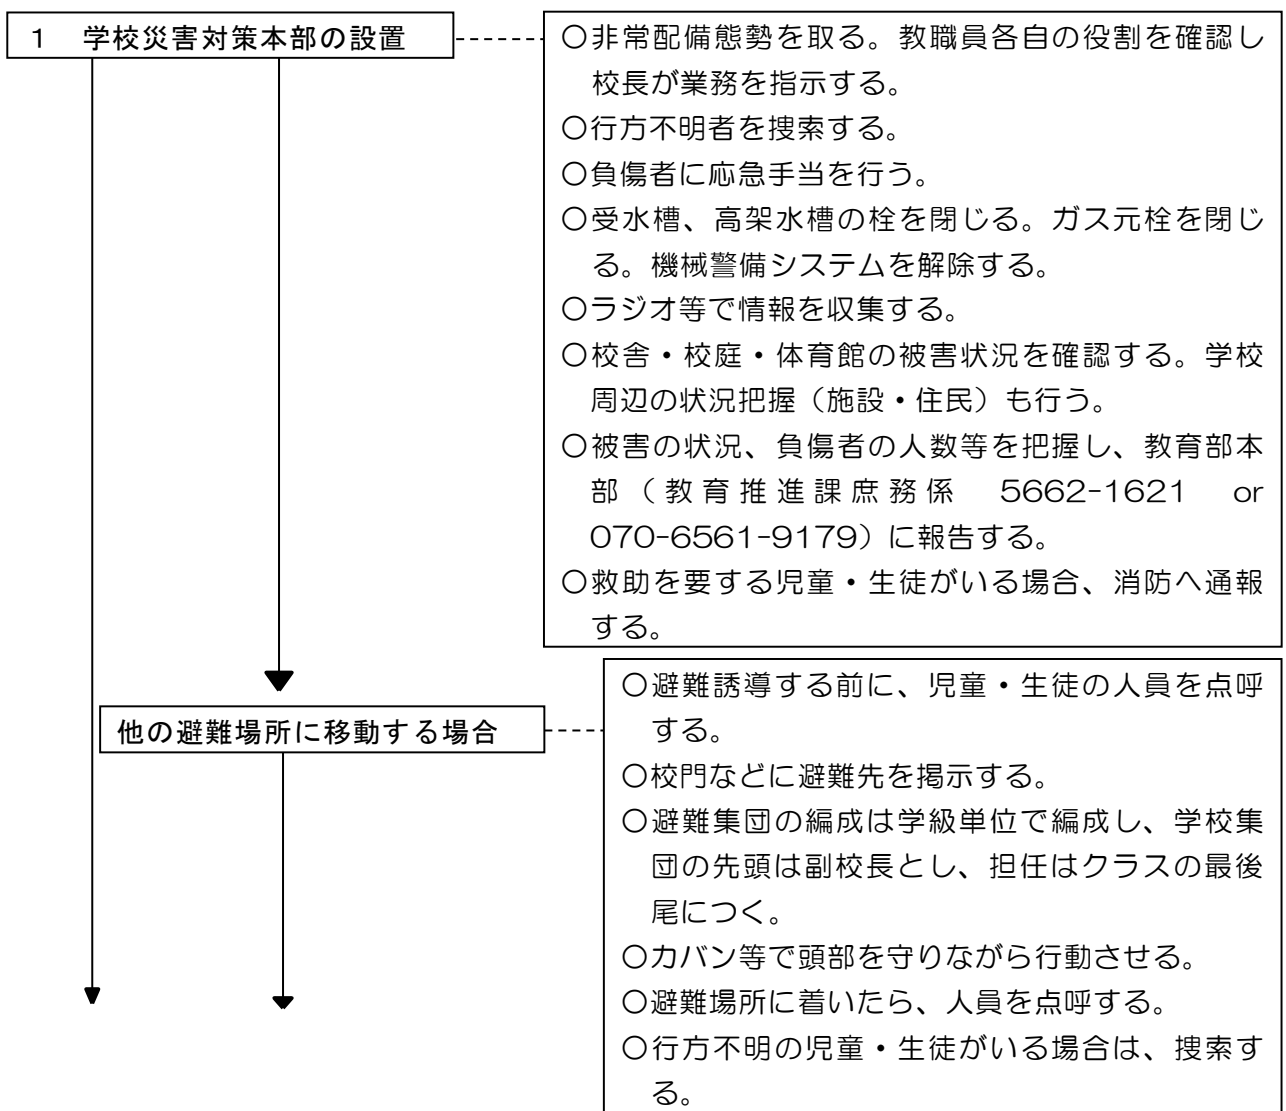 １　学校災害対策本部の設置
〇非常配備態勢を取る。教職員各自の役割を確認し
校長が業務を指示する。
〇行方不明者を捜索する。
〇負傷者に応急手当を行う。
〇受水槽、高架水槽の栓を閉じる。ガス元栓を閉じ
る。機械警備システムを解除する。
〇ラジオ等で情報を収集する。
〇校舎・校庭・体育館の被害状況を確認する。学校
周辺の状況把握（施設・住民）も行う。
〇被害の状況、負傷者の人数等を把握し、教育部本
部（教育推進課庶務係　5662-1621　or
070-6561-9179）に報告する。
〇救助を要する児童・生徒がいる場合、消防へ通報
する。
他の避難場所に移動する場合
〇避難誘導する前に、児童・生徒の人員を点呼
する。
〇校門などに避難先を掲示する。
〇避難集団の編成は学級単位で編成し、学校集
団の先頭は副校長とし、担任はクラスの最後
尾につく。
〇カバン等で頭部を守りながら行動させる。
〇避難場所に着いたら、人員を点呼する。
〇行方不明の児童・生徒がいる場合は、捜索す
る。